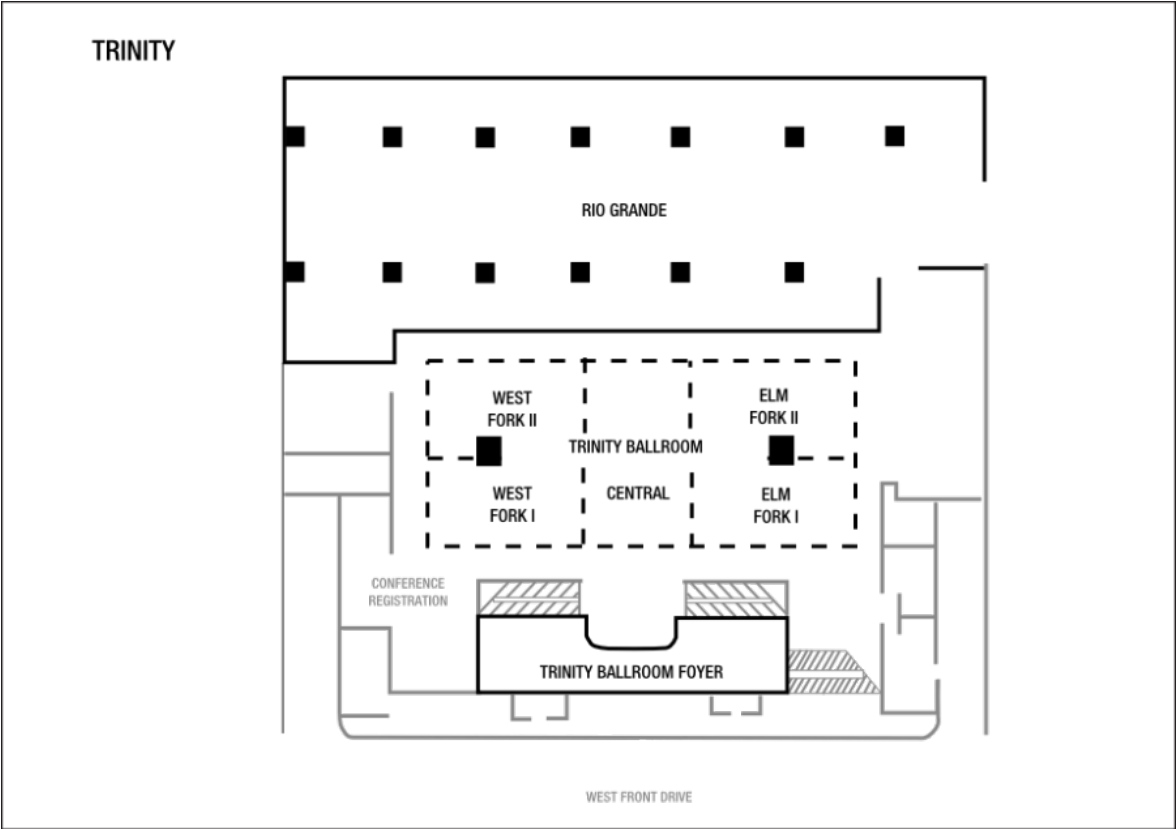 TRINITY
RIO GRANDE
WEST
FORK II
ELM
FORK II
TRINITY BALLROOM
CENTRAL
WEST
FORK I
ELM
FORK I
CONFERENCE
REGISTRATION
TRINITY BALLROOM FOYER
WEST FRONT DRIVE